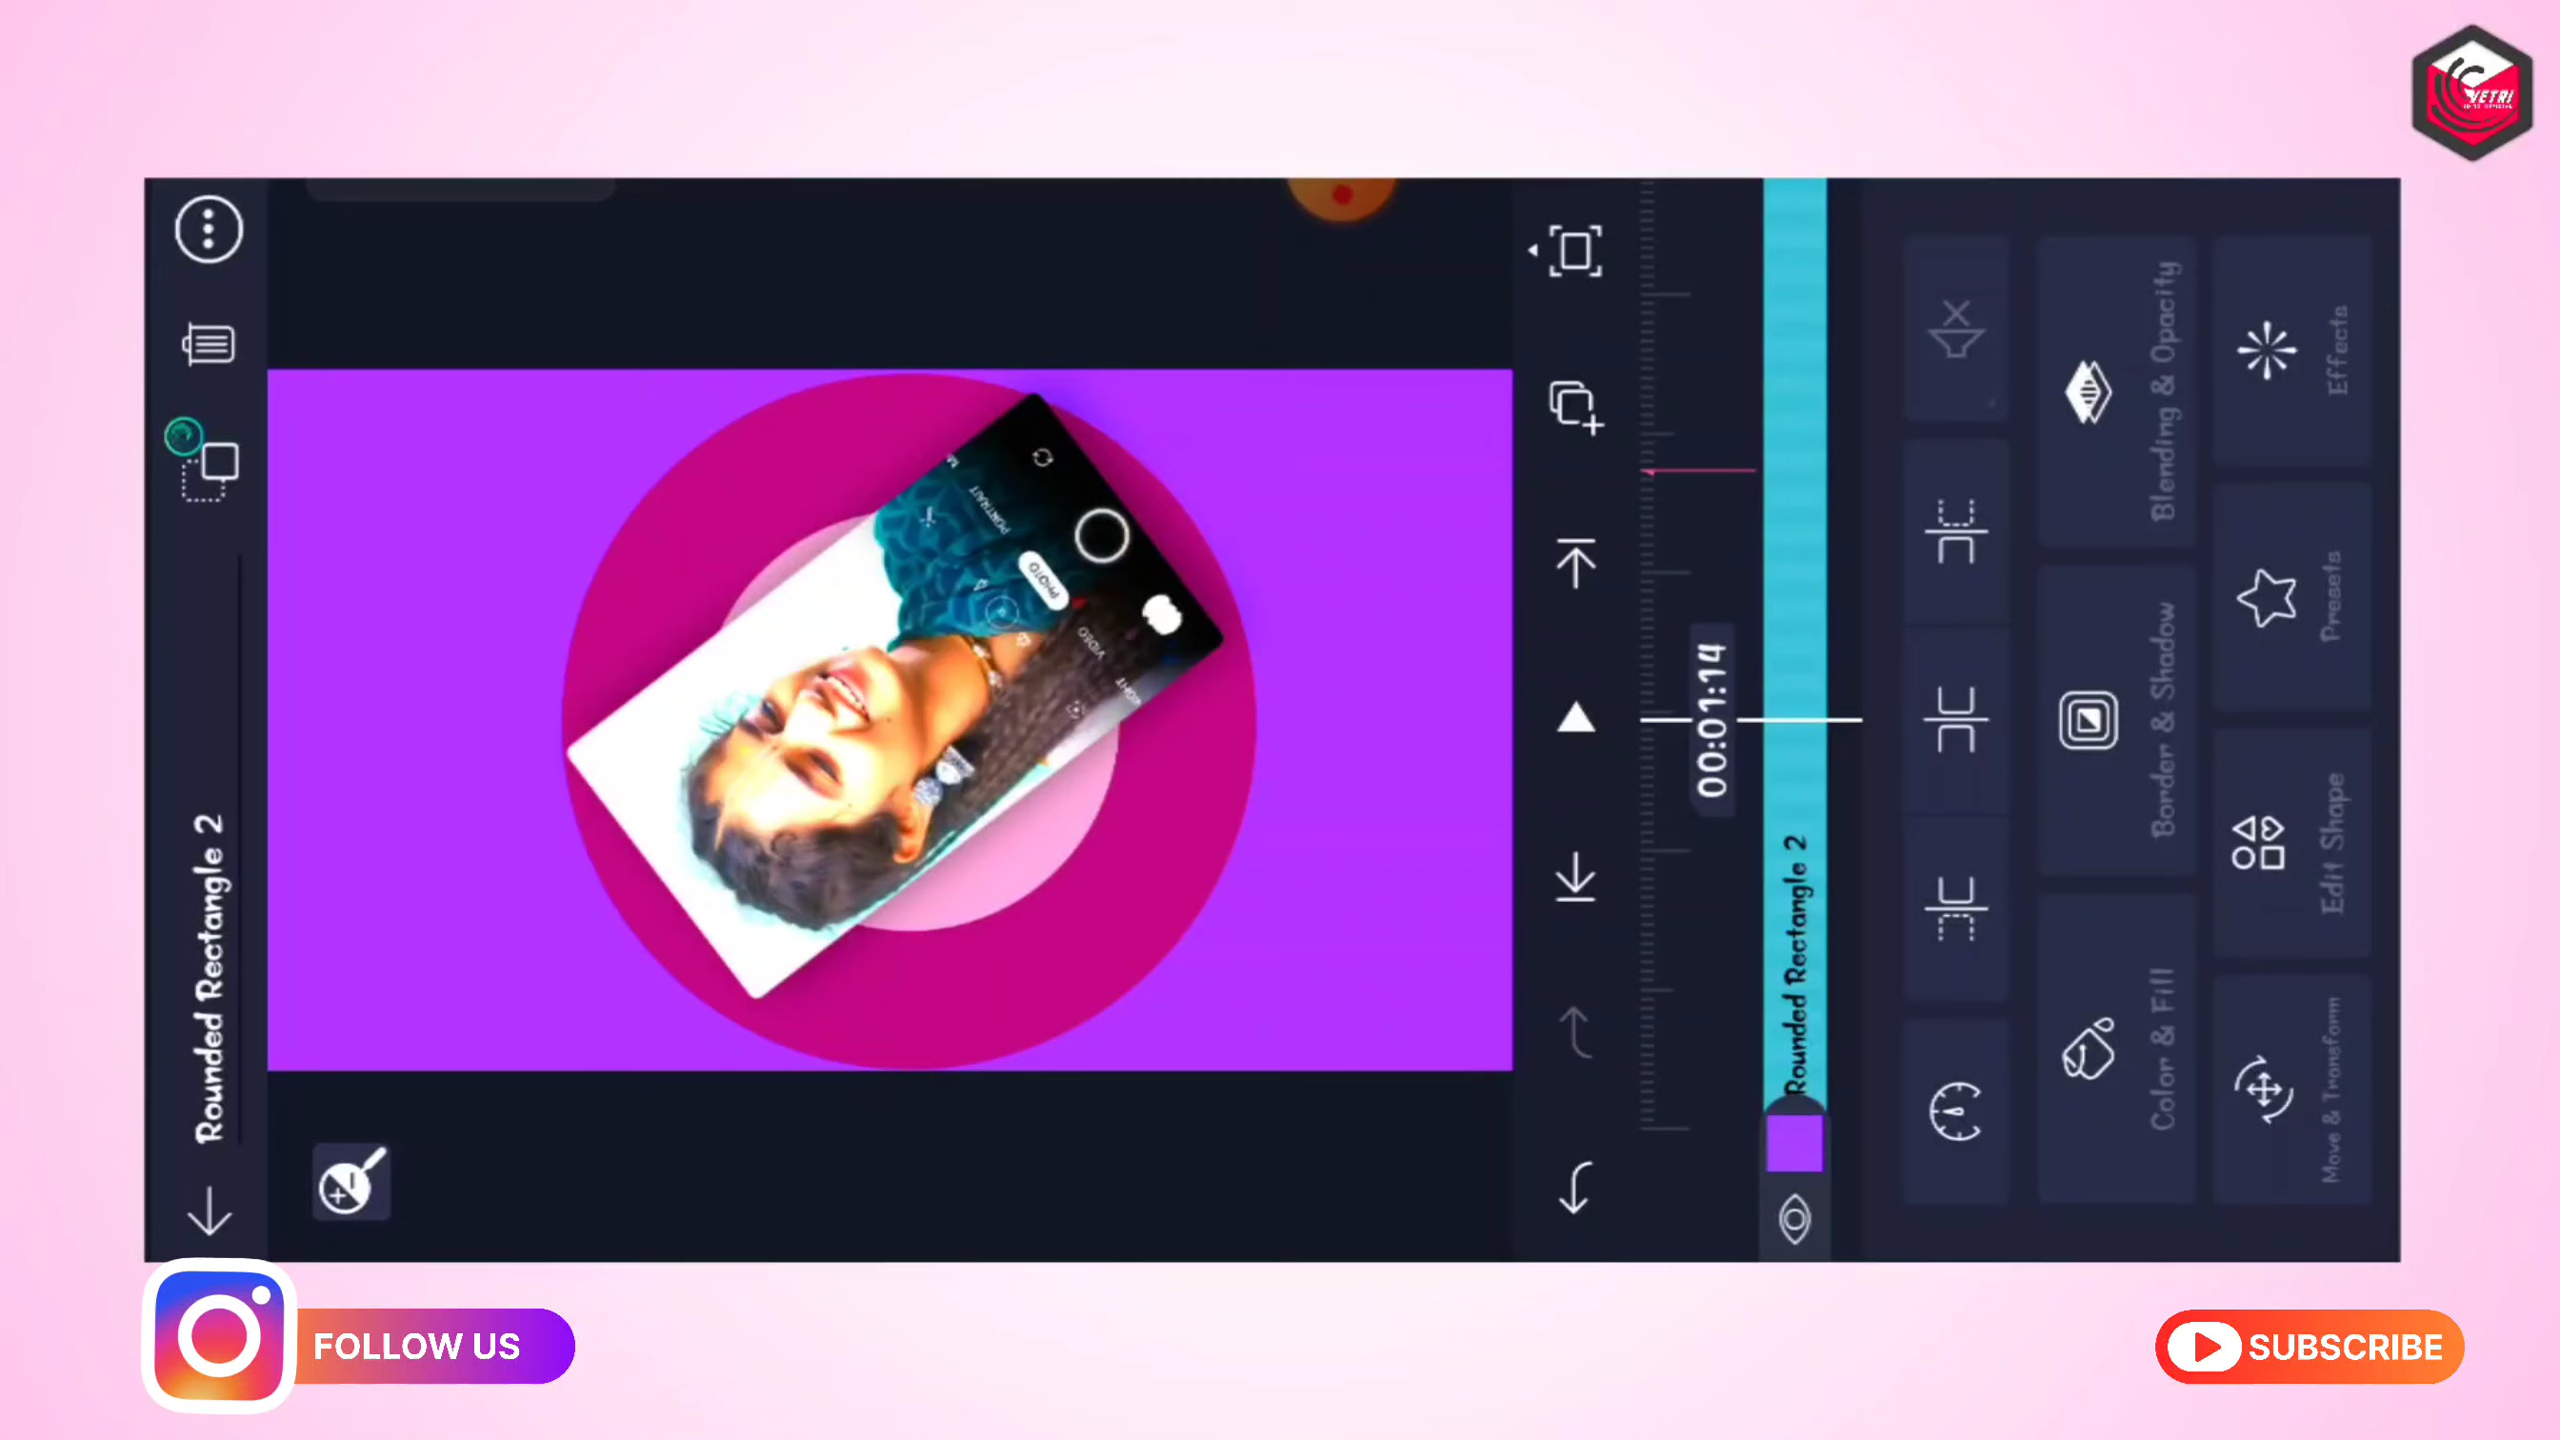 VETRI
Rounded Rectangle 2
PORTRAIT
PHOTO
VIDEO
00:01:14
Rounded Rectangle 2
Blending & Opacity
Border & Shadow
Color & Fill
Effects
Presets
Edit Shape
Move & Transform
FOLLOW US
SUBSCRIBE